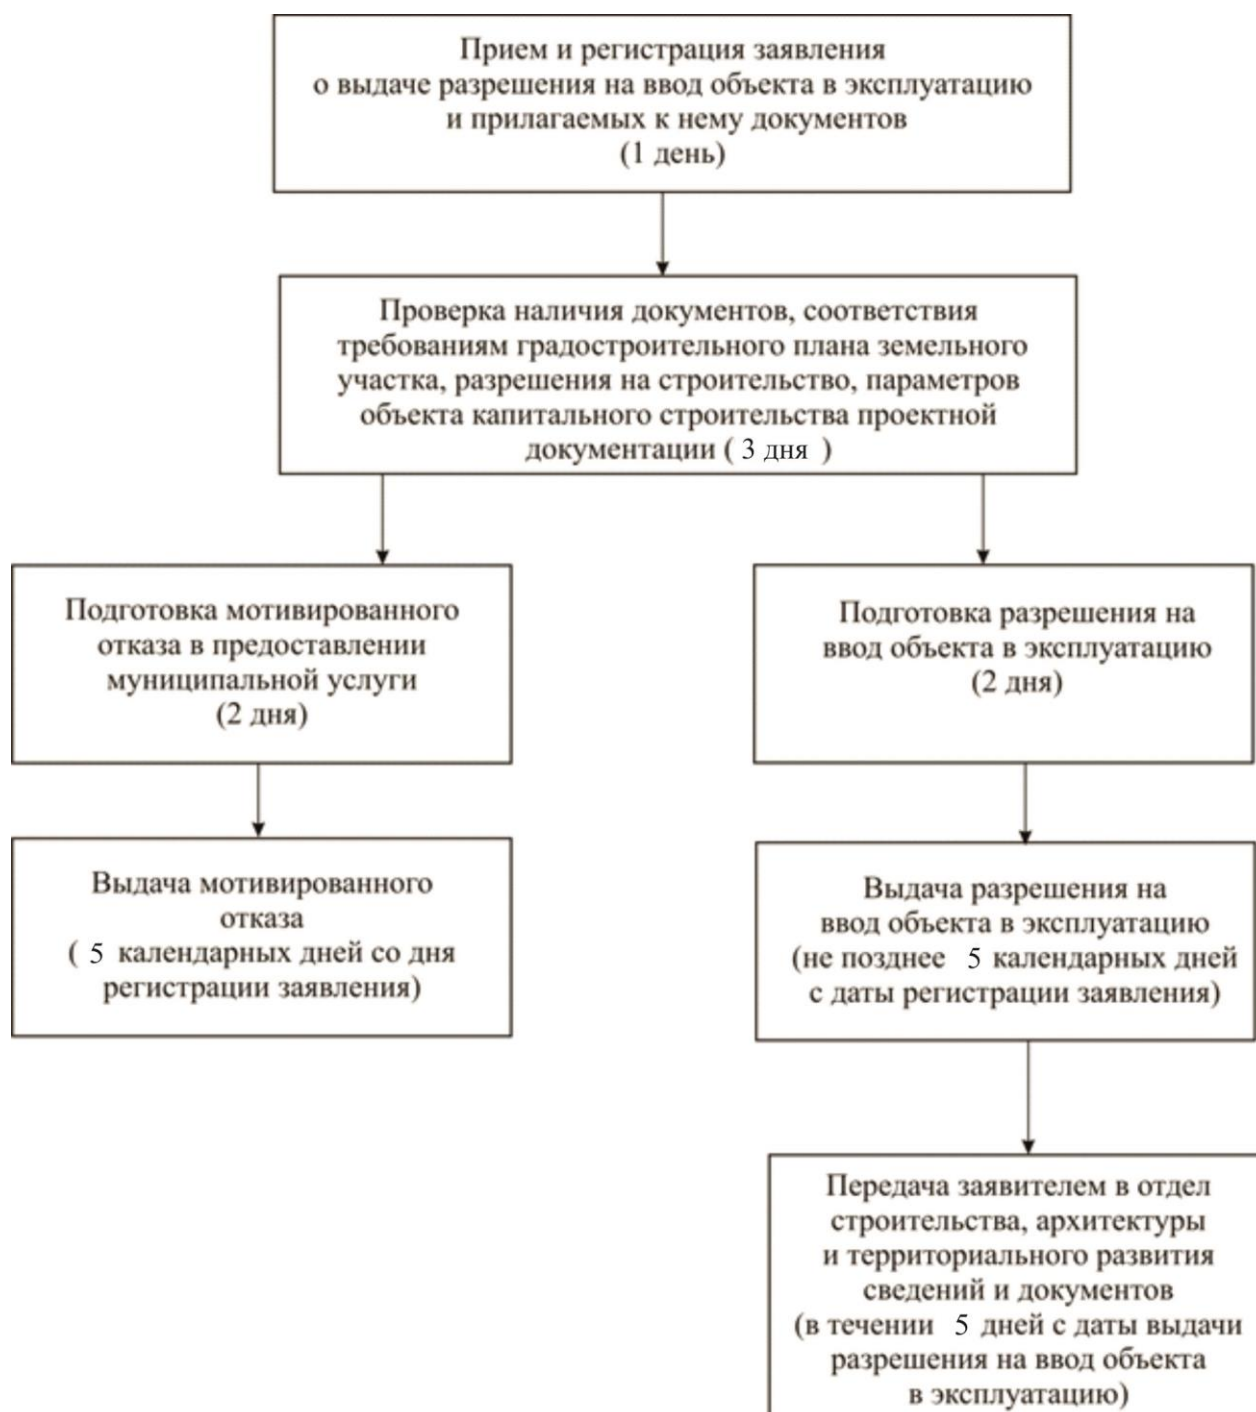 Прием и регистрация заявления
о выдаче разрешения на ввод объекта в эксплуатацию
и прилагаемых к нему документов
(1 день)
Проверка наличия документов, соответствия
требованиям градостроительного плана земельного
участка, разрешения на строительство, параметров
объекта капитального строительства проектной
документации ( 3 дня )
Подготовка мотивированного
отказа в предоставлении
муниципальной услуги
(2 дня)
Подготовка разрешения на
ввод объекта в эксплуатацию
(2 дня)
Выдача мотивированного
отказа
( 5 календарных дней со дня
регистрации заявления)
Выдача разрешения на
ввод объекта в эксплуатацию
(не позднее 5 календарных дней
с даты регистрации заявления)
Передача заявителем в отдел
строительства, архитектуры
и территориального развития
сведений и документов
(в течении 5 дней с даты выдачи
разрешения на ввод объекта
в эксплуатацию)